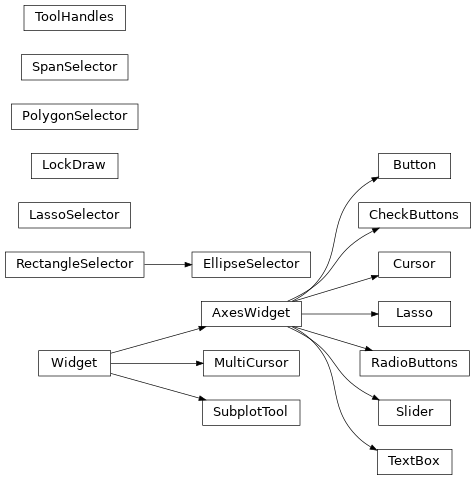 ToolHandles
SpanSelector
PolygonSelector
LockDraw
Button
LassoSelector
CheckButtons
RectangleSelector
EllipseSelector
Cursor
AxesWidget
Lasso
Widget
MultiCursor
RadioButtons
SubplotTool
Slider
TextBox